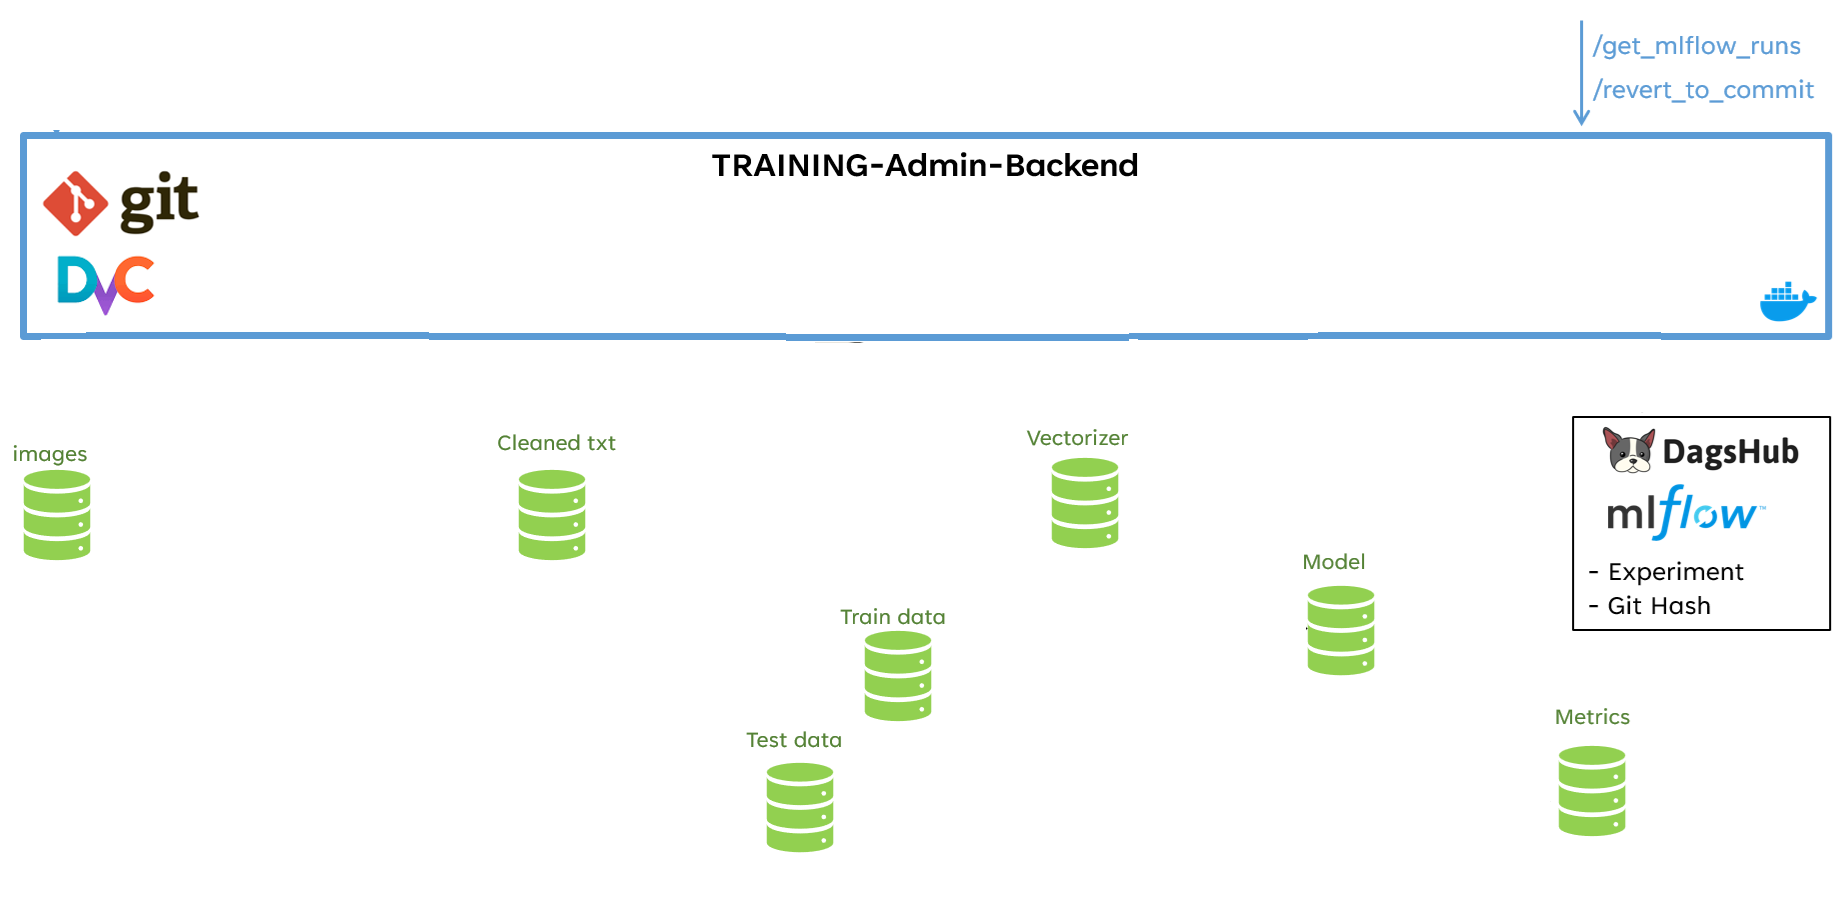 /get_mlflow_runs
/revert_to_commit
TRAINING-Admin-Backend
git
DVC
images
Cleaned txt
Vectorizer
DagsHub
mlflow™
- Experiment
- Git Hash
Model
Train data
Test data
Metrics